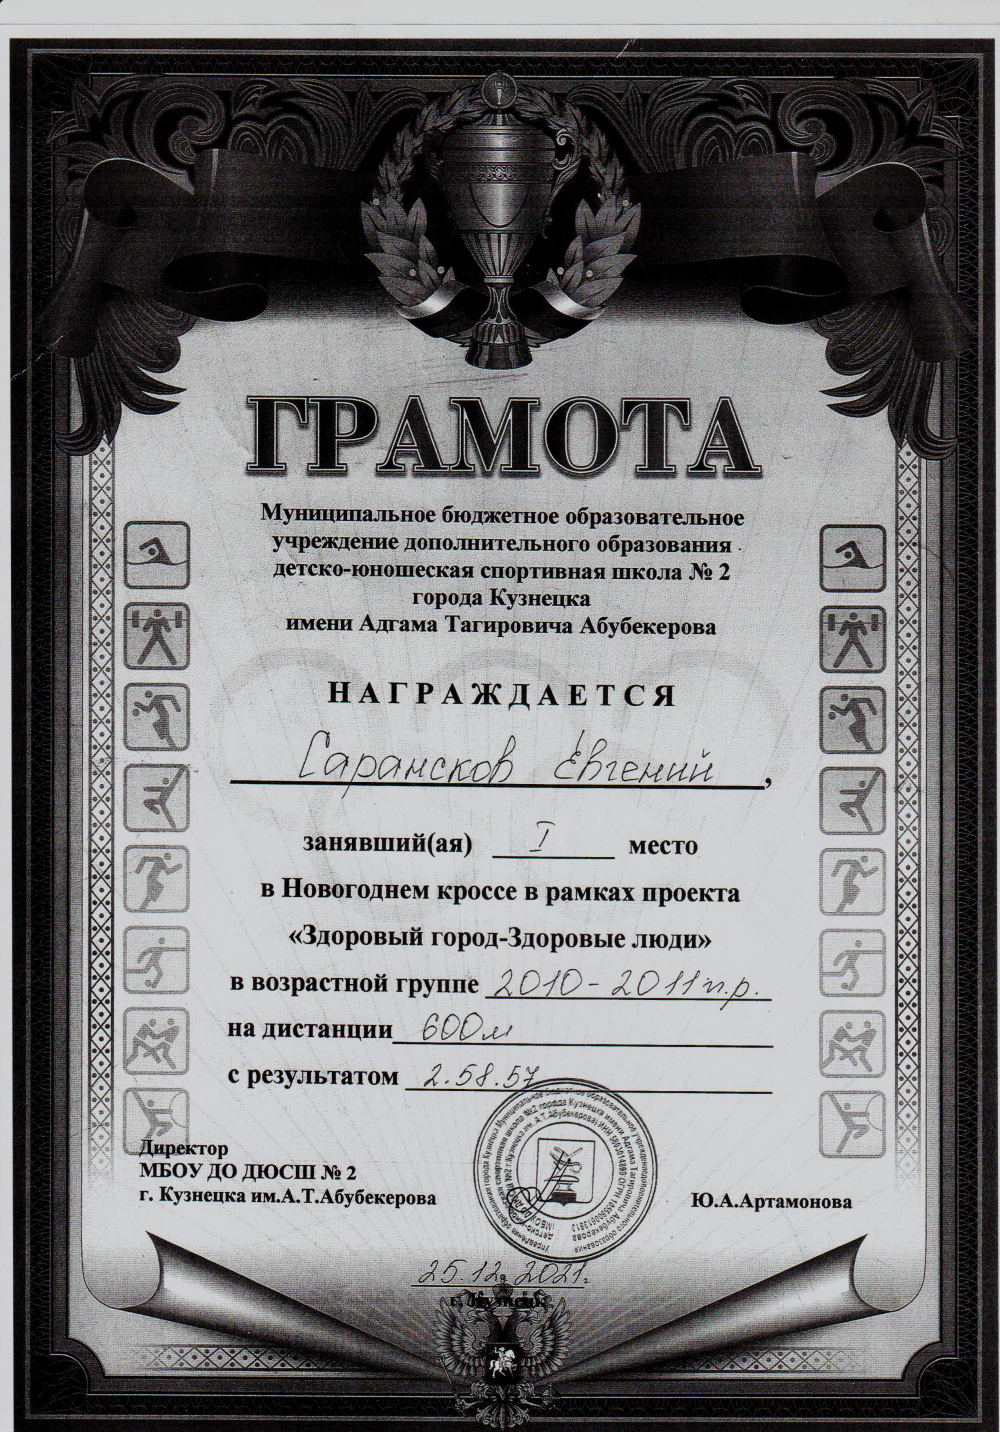 ГРАМОТА
Муниципальное бюджетное образовательное
учреждение дополнительного образования
детско-юношеская спортивная школа № 2
города Кузнецка
имени Адгама Тагировича Абубекерова
НАГРАЖДАЕТСЯ
Сарансков Евгений,
занявший(ая) I место
в Новогоднем кроссе в рамках проекта
«Здоровый город-Здоровые люди»
в возрастной группе 2010-2011 г.р.
на дистанции 600м
с результатом 2.58.57
Директор
МБОУ ДО ДЮСШ № 2
г. Кузнецка им.А.Т.Абубекерова
Ю.А.Артамонова
25.12.2021г.
г. Кузнецк